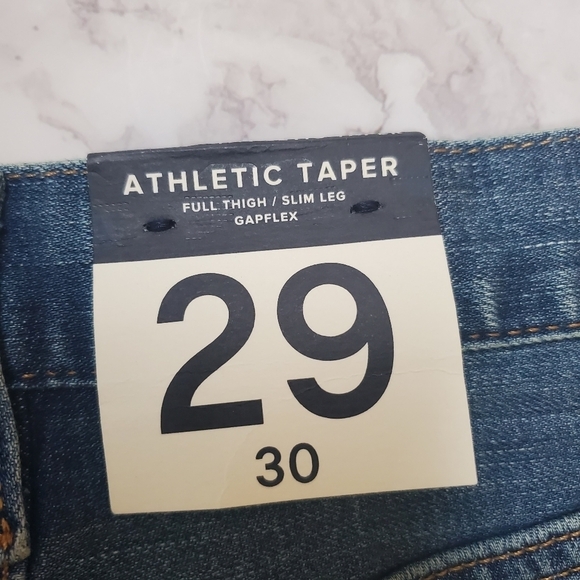 ATHLETIC TAPER
FULL THIGH / SLIM LEG
GAPFLEX
29
30